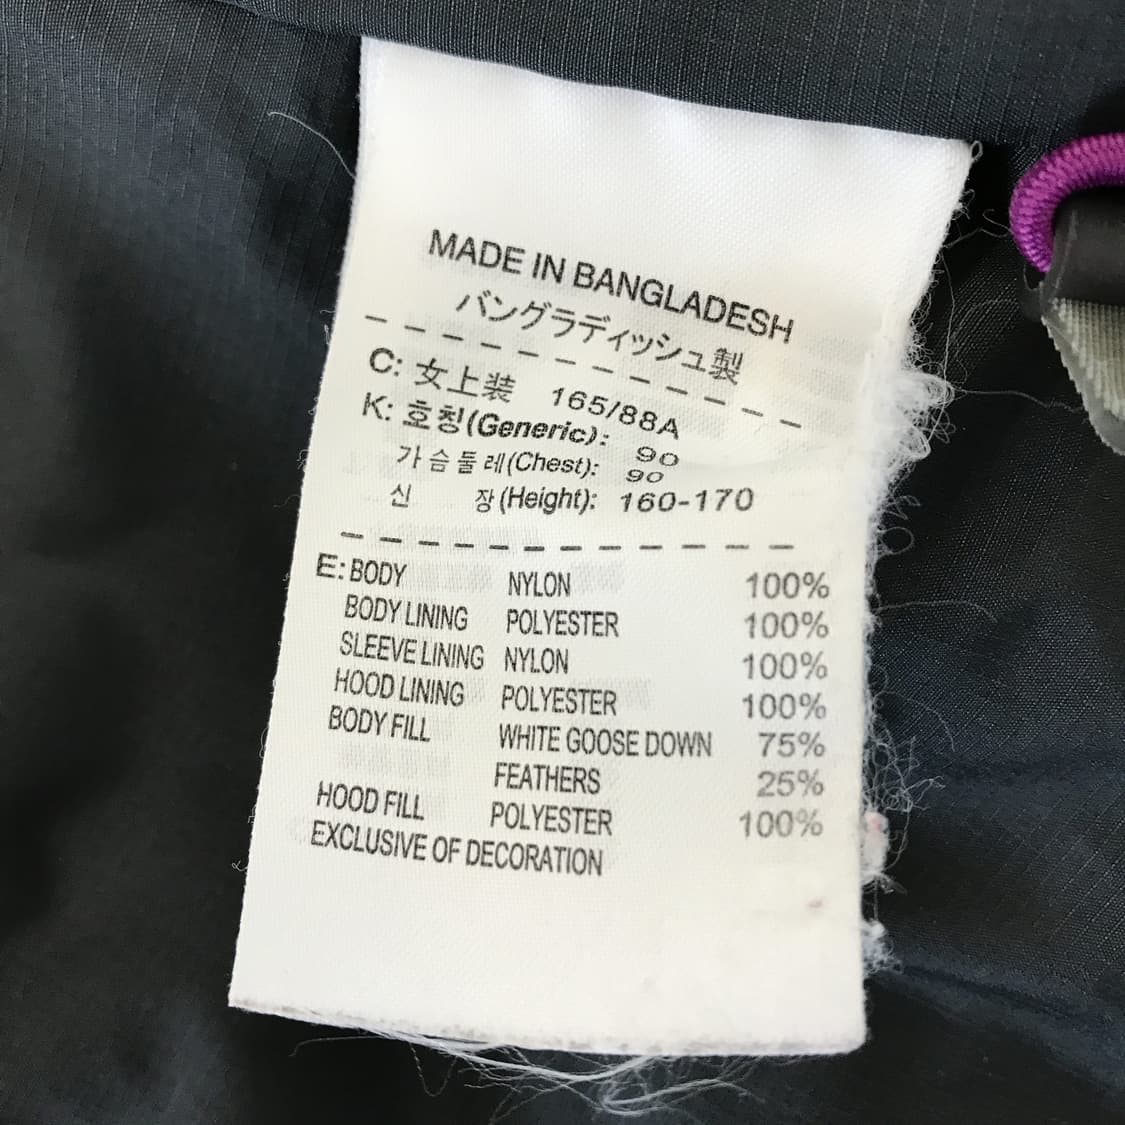 MADE IN BANGLADESH
バングラディッシュ製
C: 女上装 165/88A
K: 호칭(Generic): 90
가슴둘레(Chest): 90
신 장(Height): 160-170
E: BODY NYLON 100%
BODY LINING POLYESTER 100%
SLEEVE LINING NYLON 100%
HOOD LINING POLYESTER 100%
BODY FILL WHITE GOOSE DOWN 75%
FEATHERS 25%
HOOD FILL POLYESTER 100%
EXCLUSIVE OF DECORATION